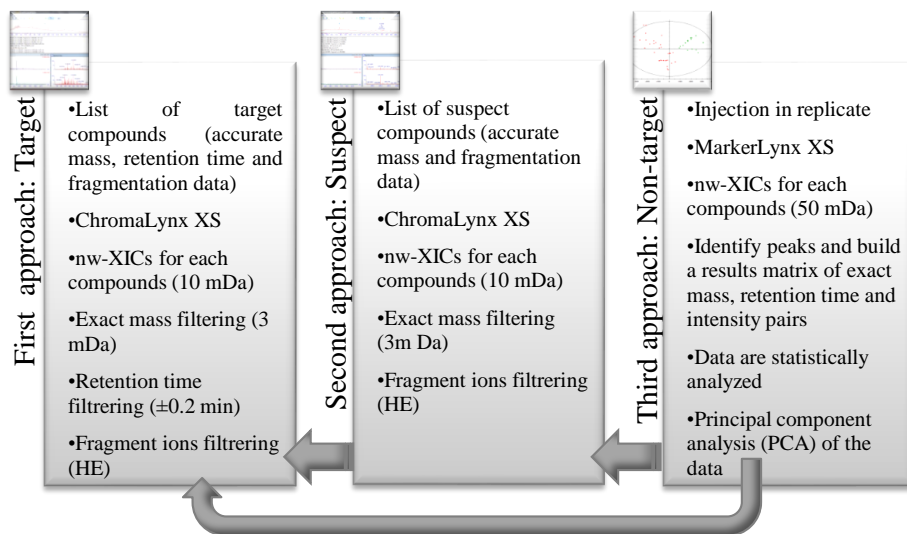 First approach: Target
•List of target
compounds (accurate
mass, retention time and
fragmentation data)
•ChromaLynx XS
•nw-XICs for each
compounds (10 mDa)
•Exact mass filtering (3
mDa)
•Retention time
filtrering (±0.2 min)
•Fragment ions filtrering
(HE)
Second approach: Suspect
•List of suspect
compounds (accurate
mass and fragmentation
data)
•ChromaLynx XS
•nw-XICs for each
compounds (10 mDa)
•Exact mass filtering
(3m Da)
•Fragment ions filtrering
(HE)
Third approach: Non-target
•Injection in replicate
•MarkerLynx XS
•nw-XICs for each
compounds (50 mDa)
•Identify peaks and build
a results matrix of exact
mass, retention time and
intensity pairs
•Data are statistically
analyzed
•Principal component
analysis (PCA) of the
data